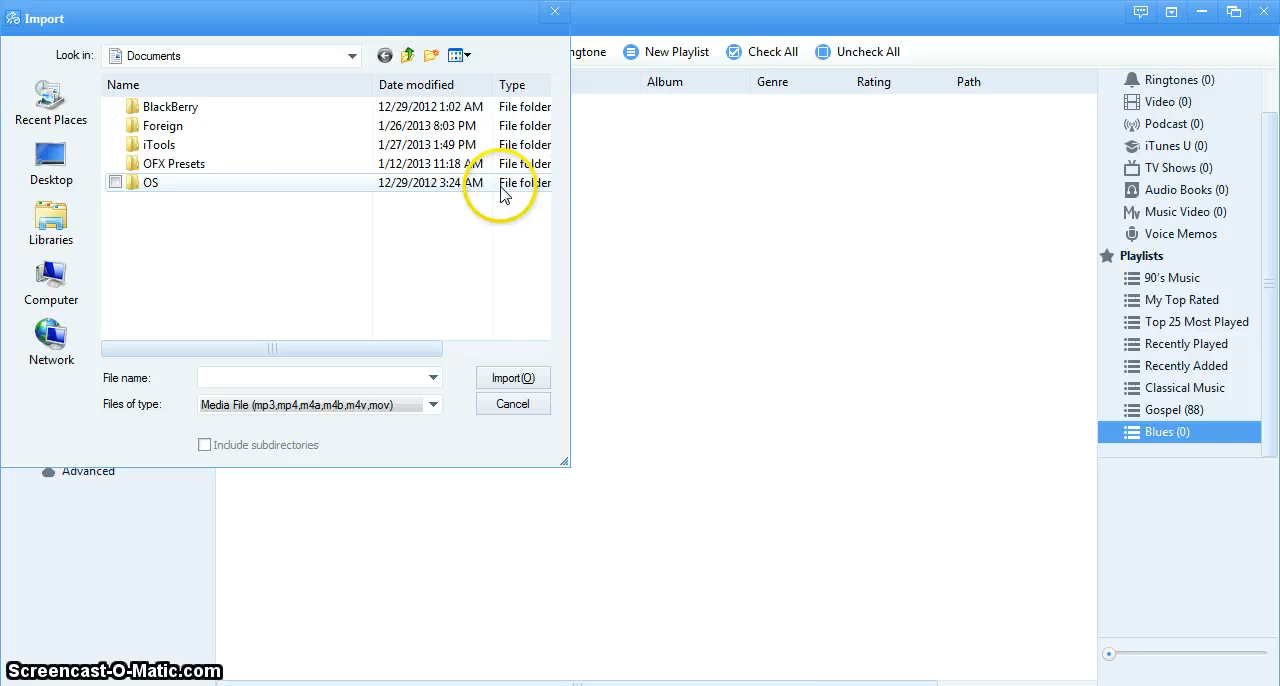 Import
Look in:
Documents
Recent Places
Desktop
Libraries
Computer
Network
Name
Date modified
Type
BlackBerry
12/29/2012 1:02 AM
File folder
Foreign
1/26/2013 8:03 PM
File folder
iTools
1/27/2013 1:49 PM
File folder
OFX Presets
1/12/2013 11:18 AM
File folder
OS
12/29/2012 3:24 AM
File folder
File name:
Import(O)
Files of type:
Media File (mp3,mp4,m4a,m4b,m4v,mov)
Cancel
Include subdirectories
Advanced
ngtone
New Playlist
Check All
Uncheck All
Album
Genre
Rating
Path
Ringtones (0)
Video (0)
Podcast (0)
iTunes U (0)
TV Shows (0)
Audio Books (0)
Music Video (0)
Voice Memos
Playlists
90's Music
My Top Rated
Top 25 Most Played
Recently Played
Recently Added
Classical Music
Gospel (88)
Blues (0)
Screencast-O-Matic.com